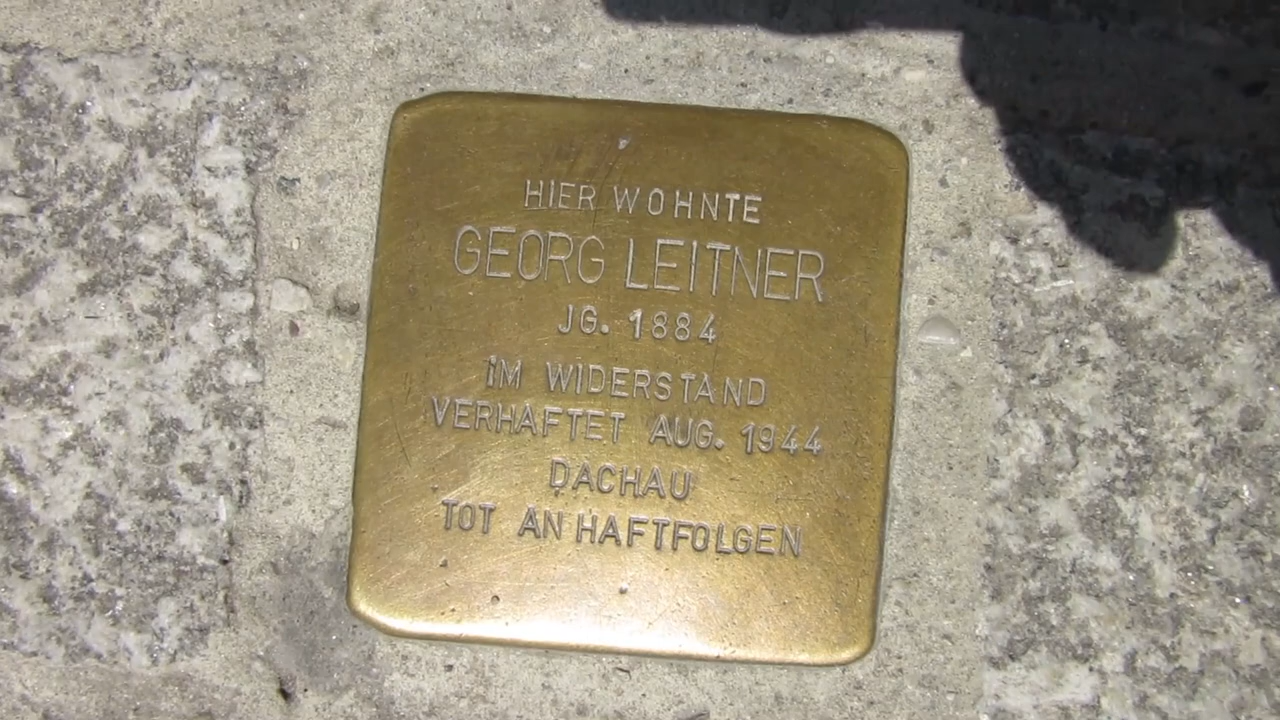 HIER WOHNTE
GEORG LEITNER
JG. 1884
IM WIDERSTAND
VERHAFTET AUG. 1944
DACHAU
TOT AN HAFTFOLGEN